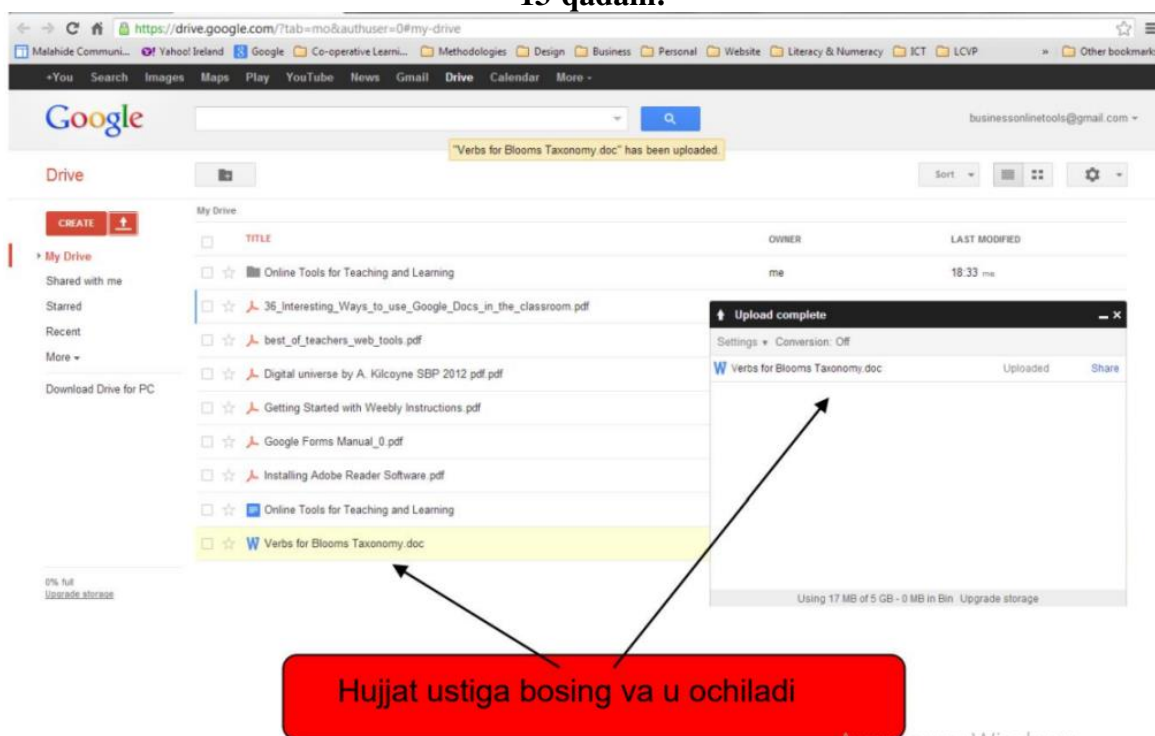 15-qadam.
https://drive.google.com/?tab=mo&authuser=0#my-drive
Malahide Communi... Yahoo! Ireland Google Co-operative Learni... Methodologies Design Business Personal Website Literacy & Numeracy ICT LCVP » Other bookmark
+You Search Images Maps Play YouTube News Gmail Drive Calendar More
Google businessonlinetools@gmail.com
"Verbs for Blooms Taxonomy.doc" has been uploaded.
Drive Sort
CREATE
My Drive
Shared with me
Starred
Recent
More
Download Drive for PC
0% full
Upgrade storage
My Drive
TITLE OWNER LAST MODIFIED
Online Tools for Teaching and Learning me 18:33 me
36_Interesting_Ways_to_use_Google_Docs_in_the_classroom.pdf
best_of_teachers_web_tools.pdf
Digital universe by A. Kilcoyne SBP 2012 pdf.pdf
Getting Started with Weebly Instructions.pdf
Google Forms Manual_0.pdf
Installing Adobe Reader Software.pdf
Online Tools for Teaching and Learning
Verbs for Blooms Taxonomy.doc
Upload complete
Settings Conversion: Off
Verbs for Blooms Taxonomy.doc Uploaded Share
Using 17 MB of 5 GB - 0 MB in Bin Upgrade storage
Hujjat ustiga bosing va u ochiladi